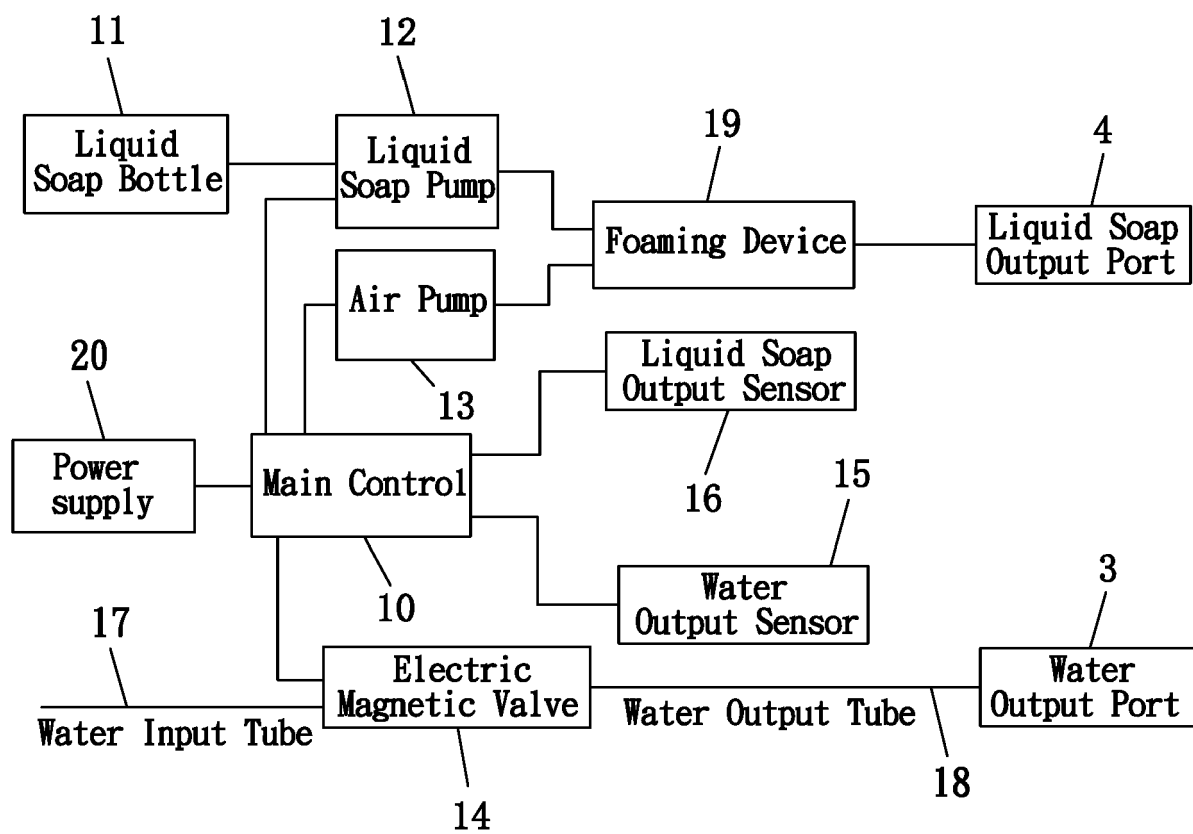 11
12
19
4
Liquid
Soap Bottle
Liquid
Soap Pump
Foaming Device
Liquid Soap
Output Port
Air Pump
20
13
Liquid Soap
Output Sensor
Power
supply
Main Control
16
15
10
Water
Output Sensor
3
17
Electric
Magnetic Valve
Water
Output Port
Water Input Tube
Water Output Tube
14
18